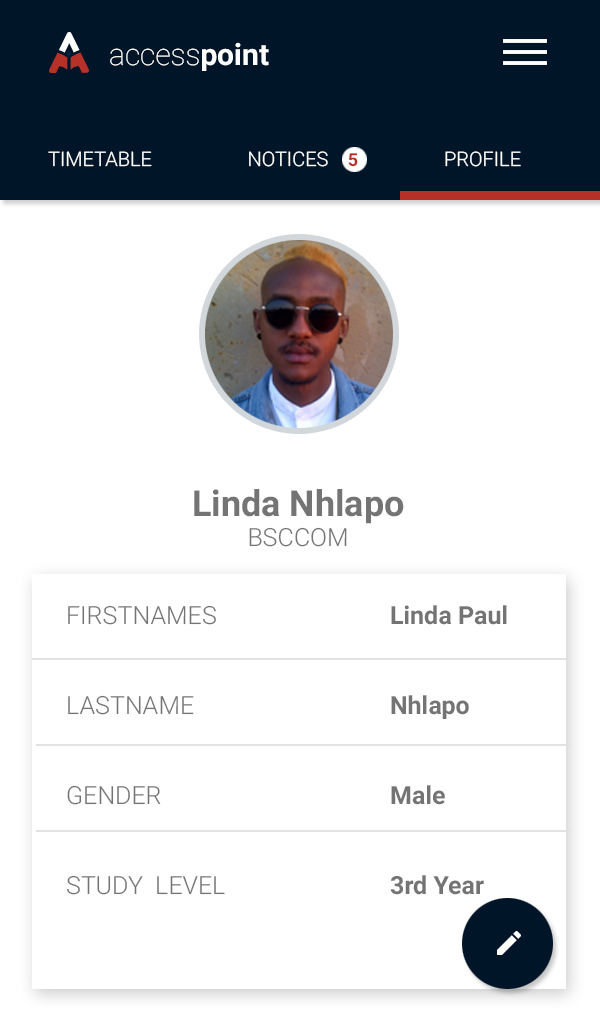 accesspoint
TIMETABLE NOTICES 5 PROFILE
Linda Nhlapo
BSCCOM
FIRSTNAMES Linda Paul
LASTNAME Nhlapo
GENDER Male
STUDY LEVEL 3rd Year